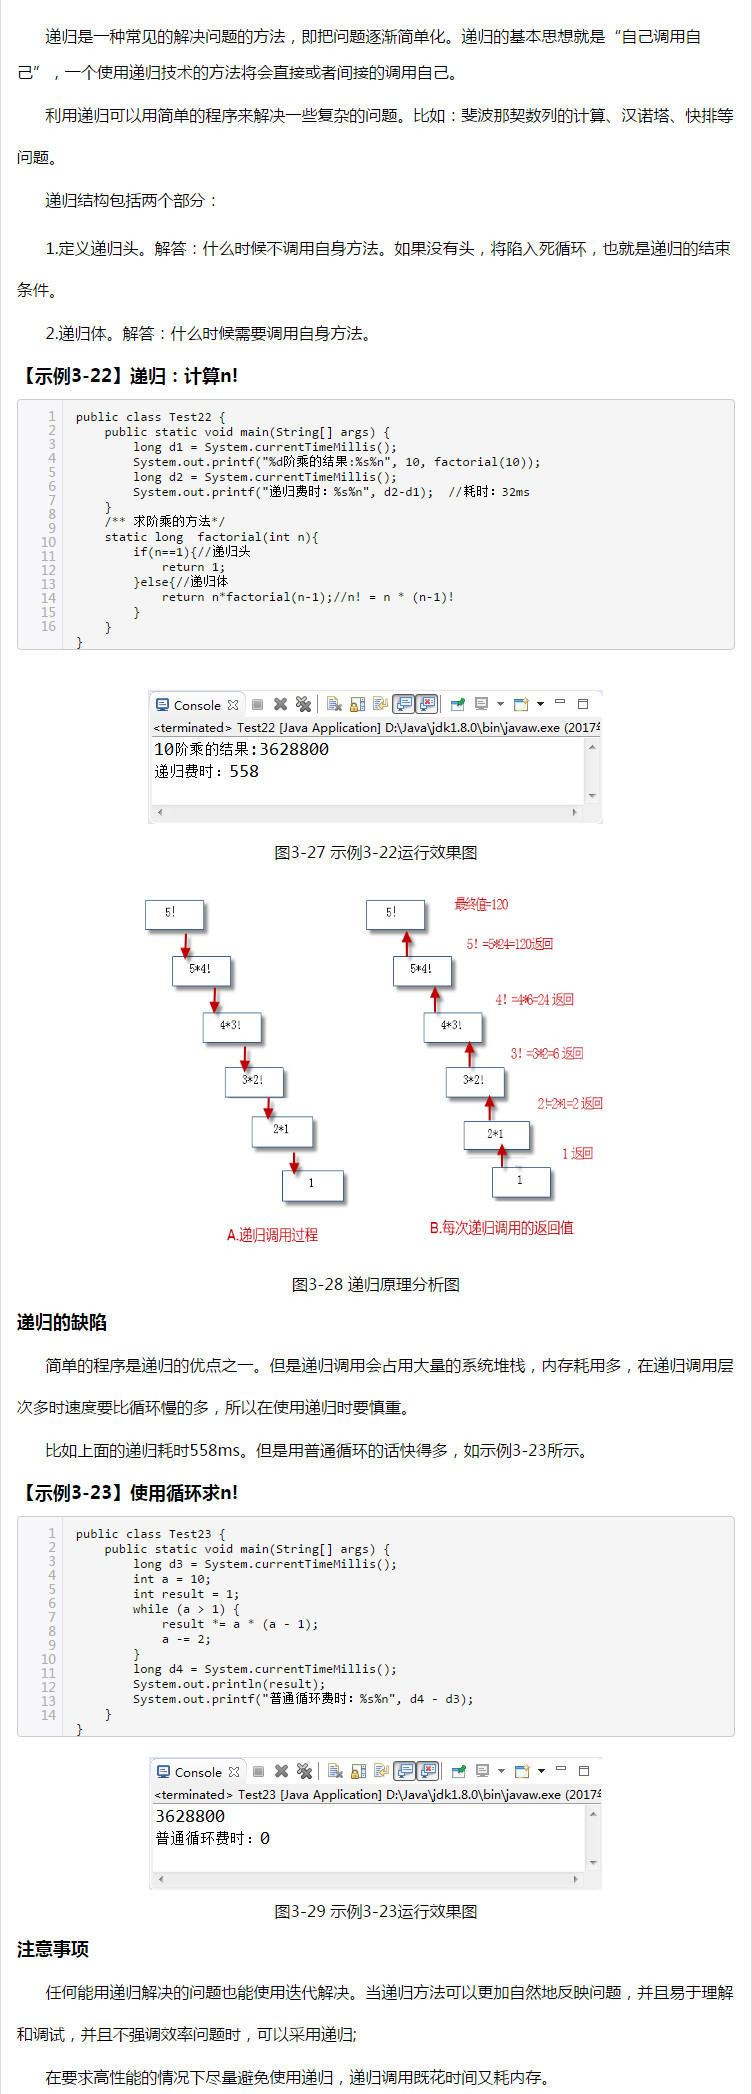 递归是一种常见的解决问题的方法，即把问题逐渐简单化。递归的基本思想就是“自己调用自
己”，一个使用递归技术的方法将会直接或者间接的调用自己。
利用递归可以用简单的程序来解决一些复杂的问题。比如：斐波那契数列的计算、汉诺塔、快排等
问题。
递归结构包括两个部分：
1.定义递归头。解答：什么时候不调用自身方法。如果没有头，将陷入死循环，也就是递归的结束
条件。
2.递归体。解答：什么时候需要调用自身方法。
【示例3-22】递归：计算n!
1 public class Test22 {
2 public static void main(String[] args) {
3 long d1 = System.currentTimeMillis();
4 System.out.printf("%d阶乘的结果:%s%n", 10, factorial(10));
5 long d2 = System.currentTimeMillis();
6 System.out.printf("递归费时：%s%n", d2-d1);  //耗时：32ms
7 }
8 /** 求阶乘的方法*/
9 static long  factorial(int n){
10 if(n==1){//递归头
11 return 1;
12 }else{//递归体
13 return n*factorial(n-1);//n! = n * (n-1)!
14 }
15 }
16 }
Console
<terminated> Test22 [Java Application] D:\Java\jdk1.8.0\bin\javaw.exe (2017年
10阶乘的结果:3628800
递归费时：558
图3-27 示例3-22运行效果图
5!
5*4!
4*3!
3*2!
2*1
1
A.递归调用过程
5!
最终值=120
5*4!
5! =5*24=120返回
4*3!
4! =4*6=24 返回
3*2!
3! =3*2=6 返回
2*1
2!=2*1=2 返回
1
1 返回
B.每次递归调用的返回值
图3-28 递归原理分析图
递归的缺陷
简单的程序是递归的优点之一。但是递归调用会占用大量的系统堆栈，内存耗用多，在递归调用层
次多时速度要比循环慢的多，所以在使用递归时要慎重。
比如上面的递归耗时558ms。但是用普通循环的话快得多，如示例3-23所示。
【示例3-23】使用循环求n!
1 public class Test23 {
2 public static void main(String[] args) {
3 long d3 = System.currentTimeMillis();
4 int a = 10;
5 int result = 1;
6 while (a > 1) {
7 result *= a * (a - 1);
8 a -= 2;
9 }
10 long d4 = System.currentTimeMillis();
11 System.out.println(result);
12 System.out.printf("普通循环费时：%s%n", d4 - d3);
13 }
14 }
Console
<terminated> Test23 [Java Application] D:\Java\jdk1.8.0\bin\javaw.exe (2017年
3628800
普通循环费时：0
图3-29 示例3-23运行效果图
注意事项
任何能用递归解决的问题也能使用迭代解决。当递归方法可以更加自然地反映问题，并且易于理解
和调试，并且不强调效率问题时，可以采用递归;
在要求高性能的情况下尽量避免使用递归，递归调用既花时间又耗内存。